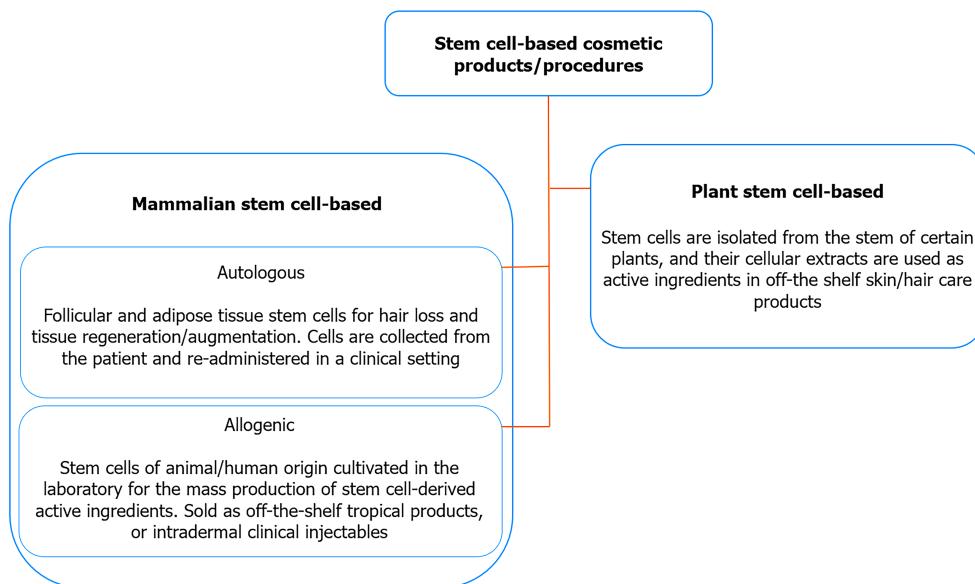 Stem cell-based cosmetic
products/procedures
Mammalian stem cell-based
Autologous
Follicular and adipose tissue stem cells for hair loss and
tissue regeneration/augmentation. Cells are collected from
the patient and re-administered in a clinical setting
Allogenic
Stem cells of animal/human origin cultivated in the
laboratory for the mass production of stem cell-derived
active ingredients. Sold as off-the-shelf tropical products,
or intradermal clinical injectables
Plant stem cell-based
Stem cells are isolated from the stem of certain
plants, and their cellular extracts are used as
active ingredients in off-the shelf skin/hair care
products